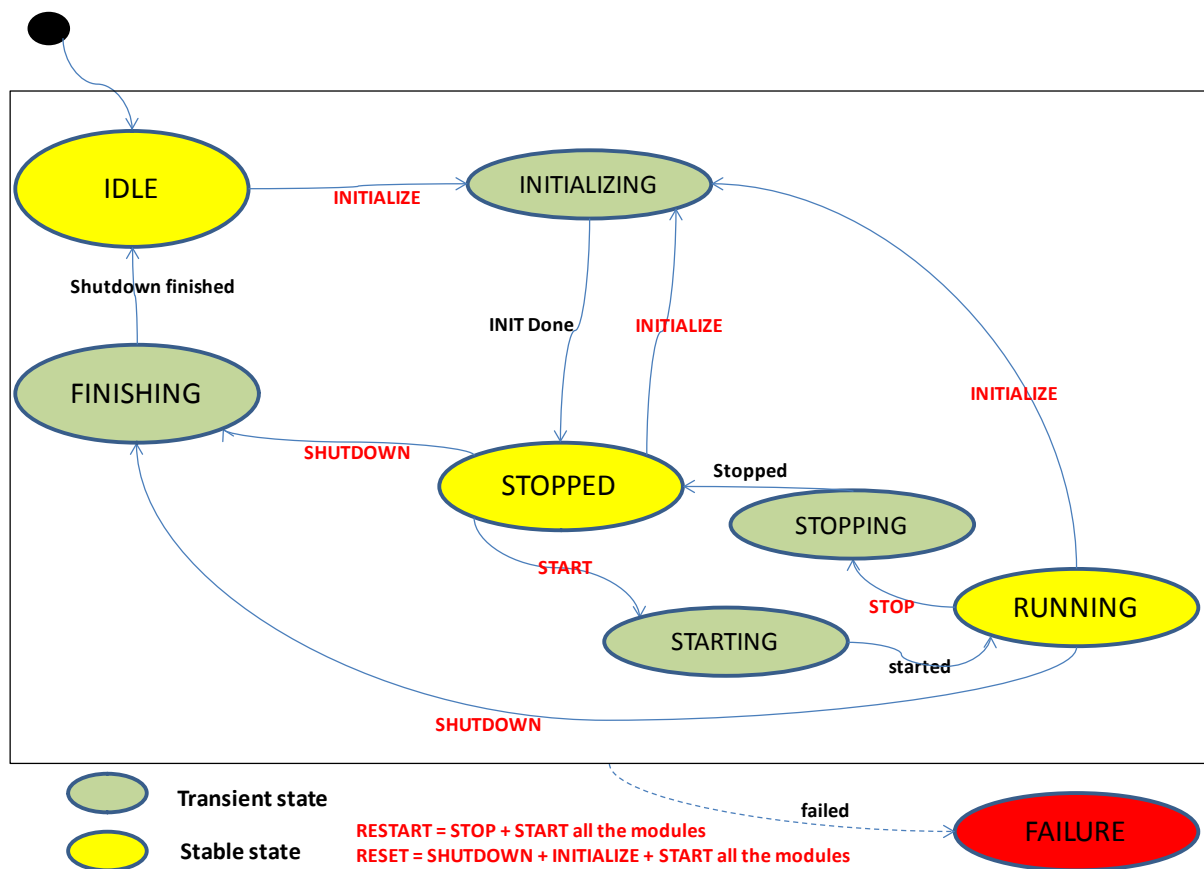 IDLE
INITIALIZING
INITIALIZE
Shutdown finished
INIT Done
INITIALIZE
FINISHING
INITIALIZE
SHUTDOWN
Stopped
STOPPED
STOPPING
START
STOP
RUNNING
STARTING
started
SHUTDOWN
Transient state
failed
Stable state
RESTART = STOP + START all the modules
RESET = SHUTDOWN + INITIALIZE + START all the modules
FAILURE